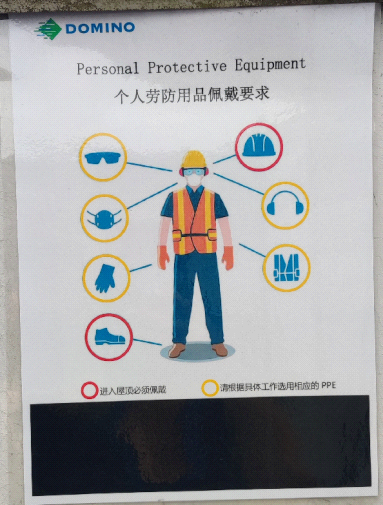 DOMINO
Personal Protective Equipment
个人劳防用品佩戴要求
进入屋顶必须佩戴
请根据具体工作选用相应的 PPE